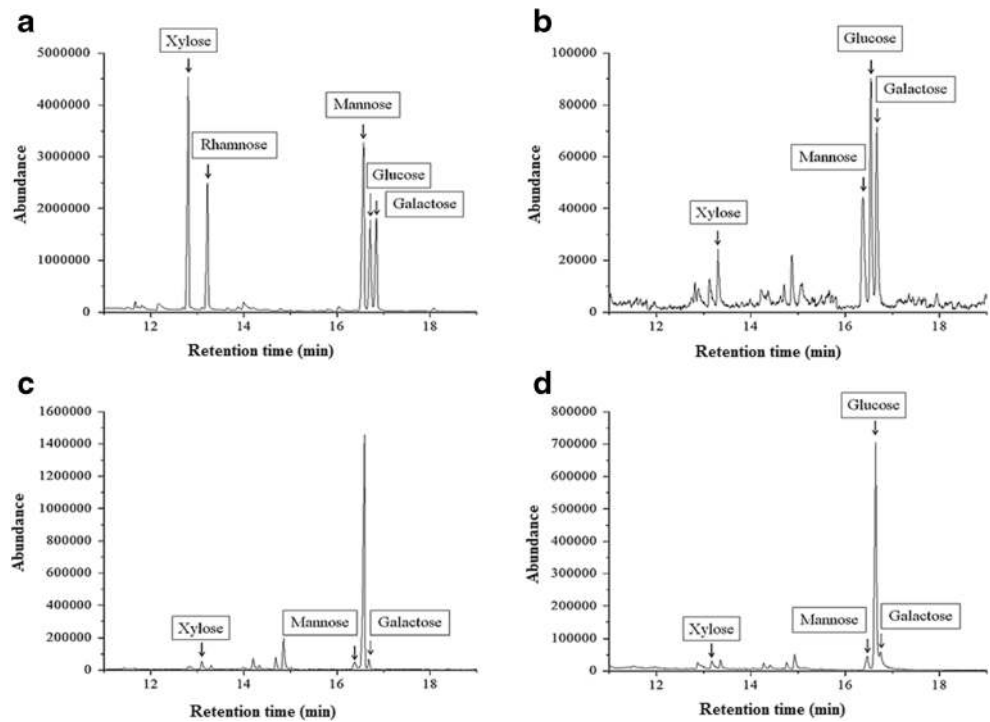 a
Xylose
Rhamnose
Mannose
Glucose
Galactose
5000000
4000000
3000000
2000000
1000000
0
Abundance
12
14
16
18
Retention time (min)
b
Glucose
Galactose
Mannose
Xylose
100000
80000
60000
40000
20000
0
Abundance
12
14
16
18
Retention time (min)
c
1600000
1400000
1200000
1000000
800000
600000
400000
200000
0
Abundance
Xylose
Mannose
Galactose
12
14
16
18
Retention time (min)
d
Glucose
800000
700000
600000
500000
400000
300000
200000
100000
0
Abundance
Xylose
Mannose
Galactose
12
14
16
18
Retention time (min)